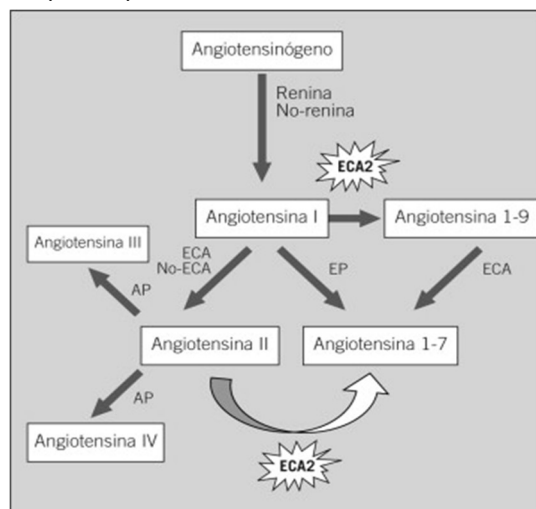 Angiotensinógeno
Renina
No-renina
ECA2
Angiotensina I
Angiotensina 1-9
Angiotensina III
ECA
No-ECA
EP
ECA
AP
Angiotensina II
Angiotensina 1-7
AP
Angiotensina IV
ECA2